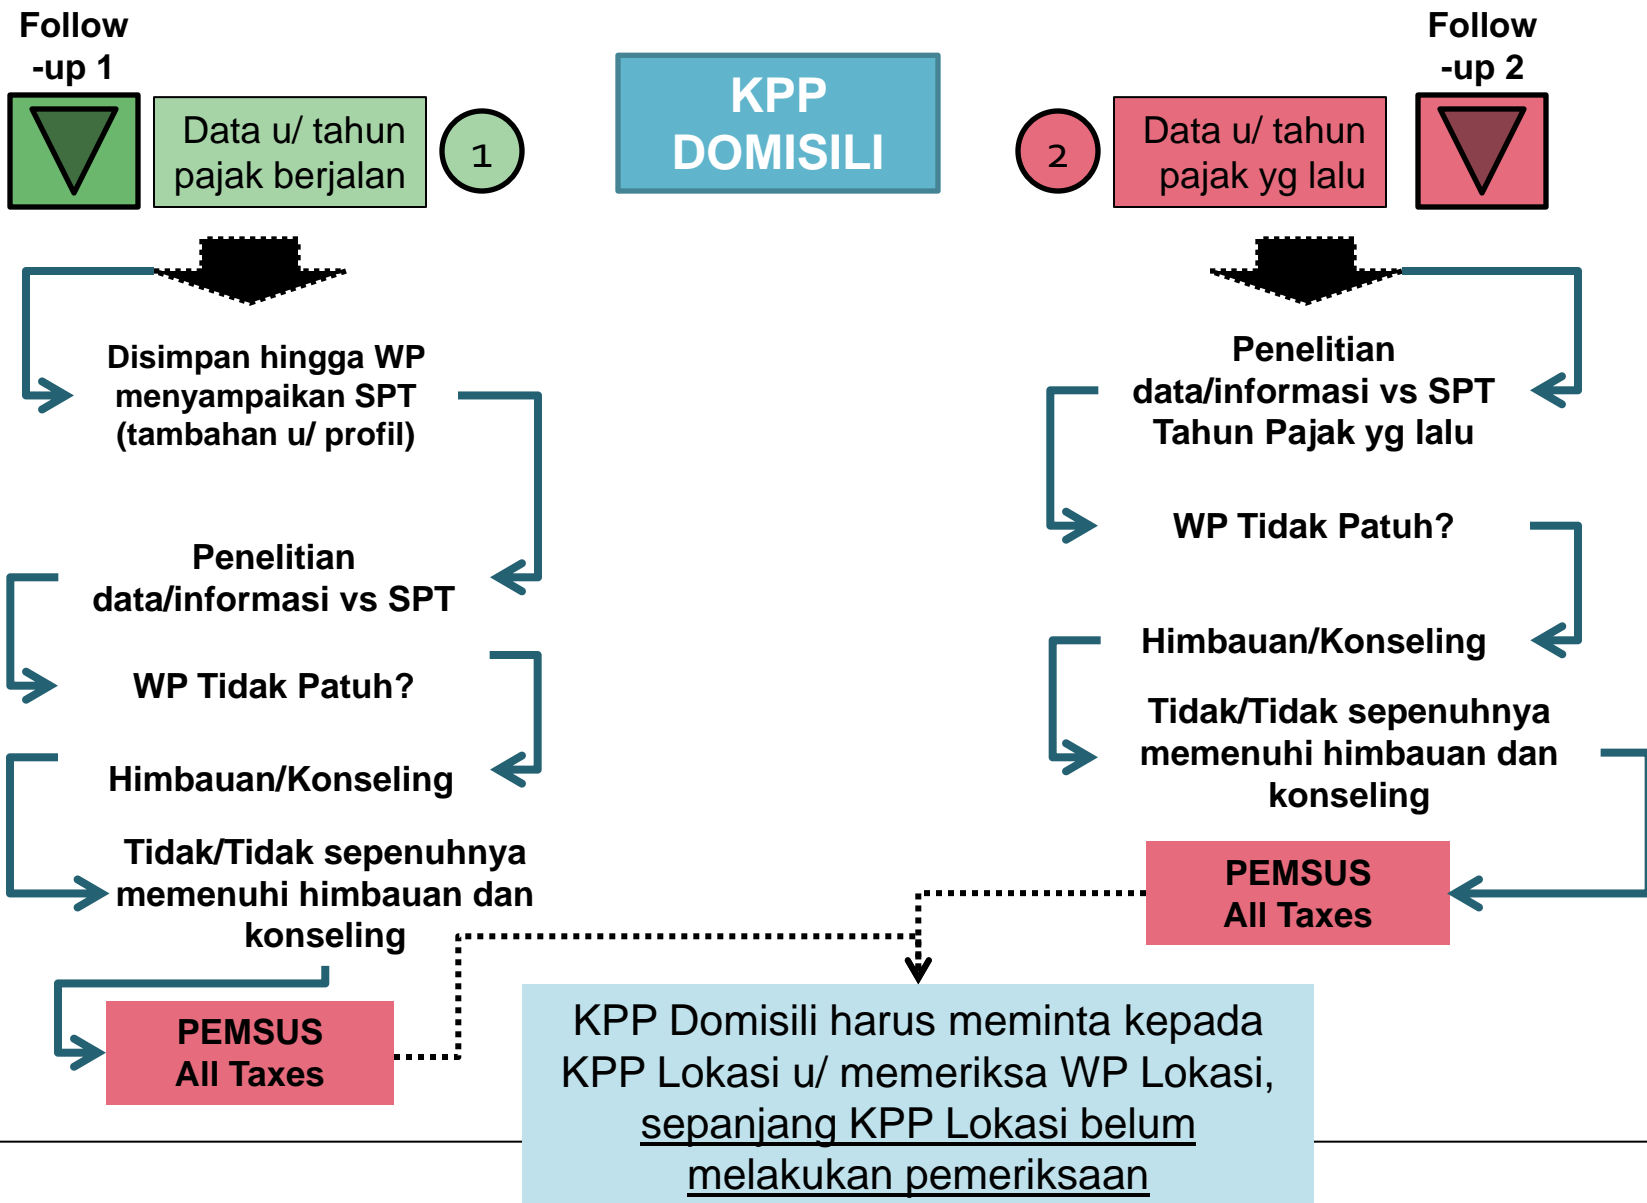 Follow
-up 1
Data u/ tahun
pajak berjalan
1
KPP
DOMISILI
2
Data u/ tahun
pajak yg lalu
Follow
-up 2
Disimpan hingga WP
menyampaikan SPT
(tambahan u/ profil)
Penelitian
data/informasi vs SPT
WP Tidak Patuh?
Himbauan/Konseling
Tidak/Tidak sepenuhnya
memenuhi himbauan dan
konseling
PEMSUS
All Taxes
Penelitian
data/informasi vs SPT
Tahun Pajak yg lalu
WP Tidak Patuh?
Himbauan/Konseling
Tidak/Tidak sepenuhnya
memenuhi himbauan dan
konseling
PEMSUS
All Taxes
KPP Domisili harus meminta kepada
KPP Lokasi u/ memeriksa WP Lokasi,
sepanjang KPP Lokasi belum
melakukan pemeriksaan